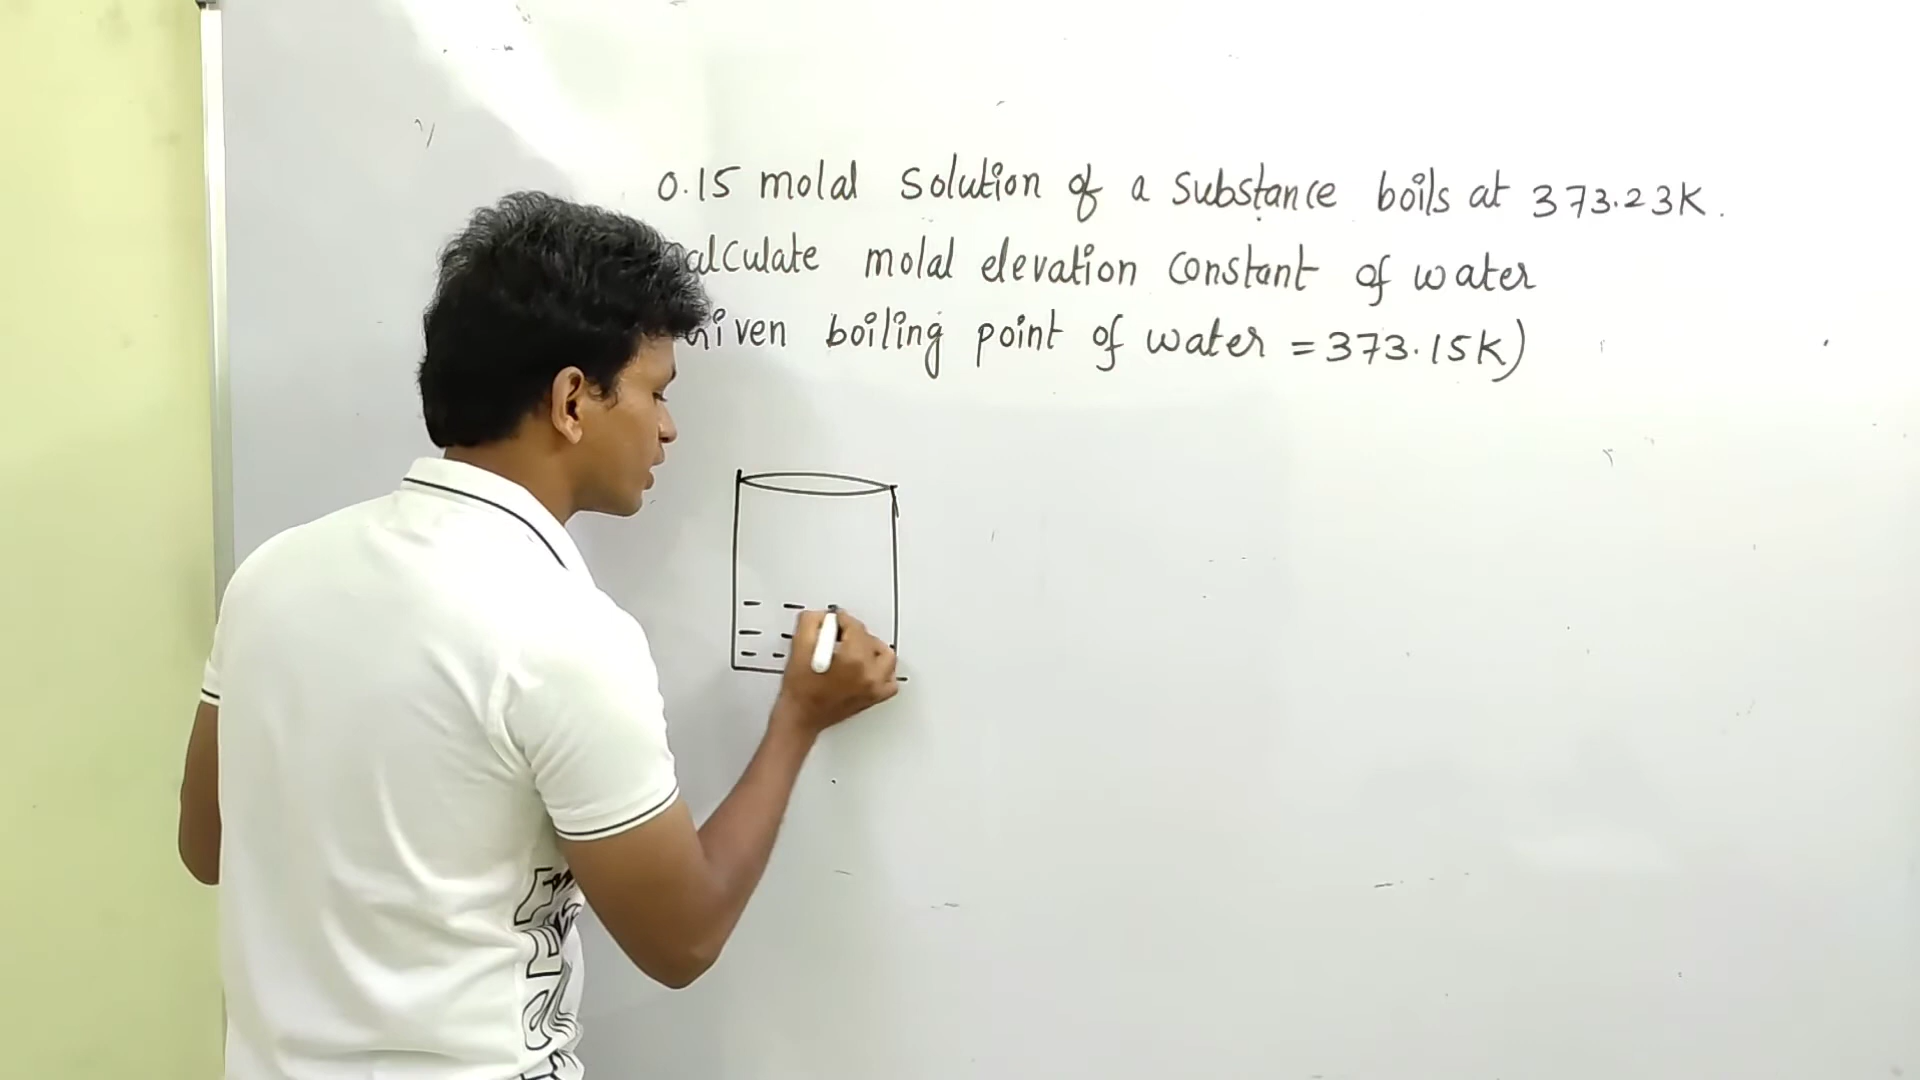 0.15 molal solution of a substance boils at 373.23K.
alculate molal elevation constant of water
iven boiling point of water = 373.15K)